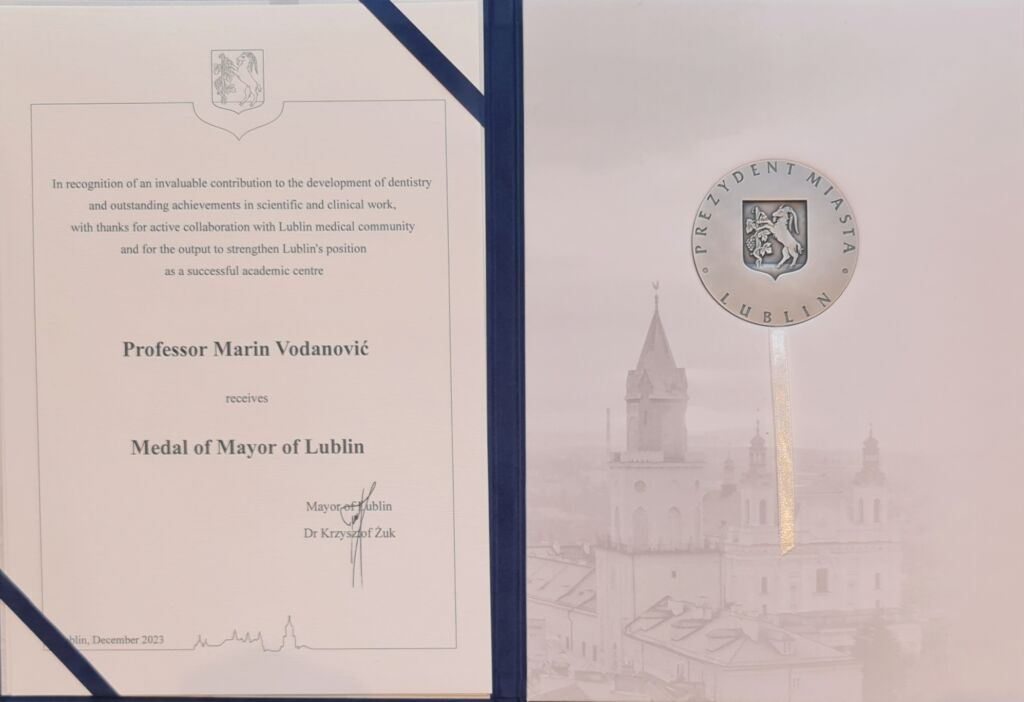 In recognition of an invaluable contribution to the development of dentistry
and outstanding achievements in scientific and clinical work,
with thanks for active collaboration with Lublin medical community
and for the output to strengthen Lublin's position
as a successful academic centre
Professor Marin Vodanović
receives
Medal of Mayor of Lublin
Mayor of Lublin
Dr Krzysztof Żuk
December 2023
PREZYDENT MIASTA
LUBLIN